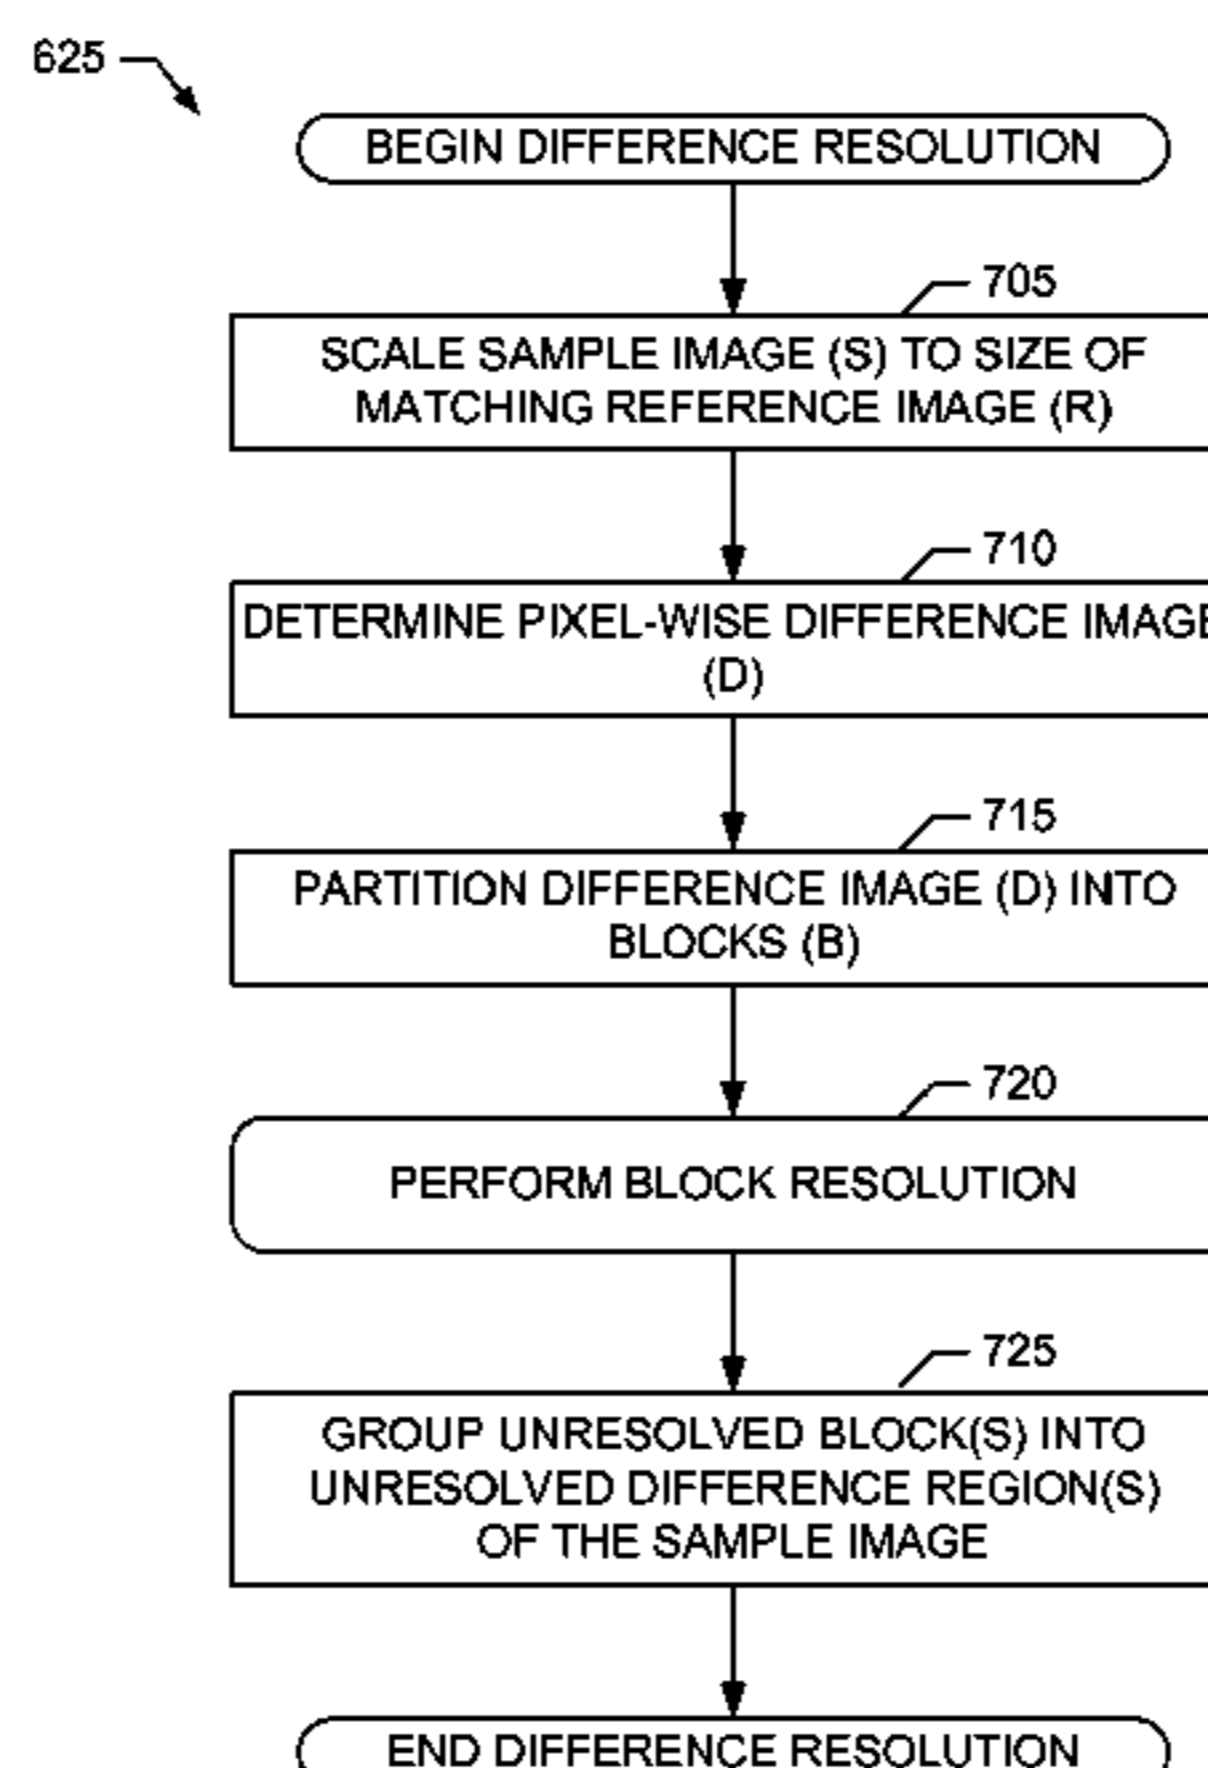 625
BEGIN DIFFERENCE RESOLUTION
705
SCALE SAMPLE IMAGE (S) TO SIZE OF
MATCHING REFERENCE IMAGE (R)
710
DETERMINE PIXEL-WISE DIFFERENCE IMAGE
(D)
715
PARTITION DIFFERENCE IMAGE (D) INTO
BLOCKS (B)
720
PERFORM BLOCK RESOLUTION
725
GROUP UNRESOLVED BLOCK(S) INTO
UNRESOLVED DIFFERENCE REGION(S)
OF THE SAMPLE IMAGE
END DIFFERENCE RESOLUTION